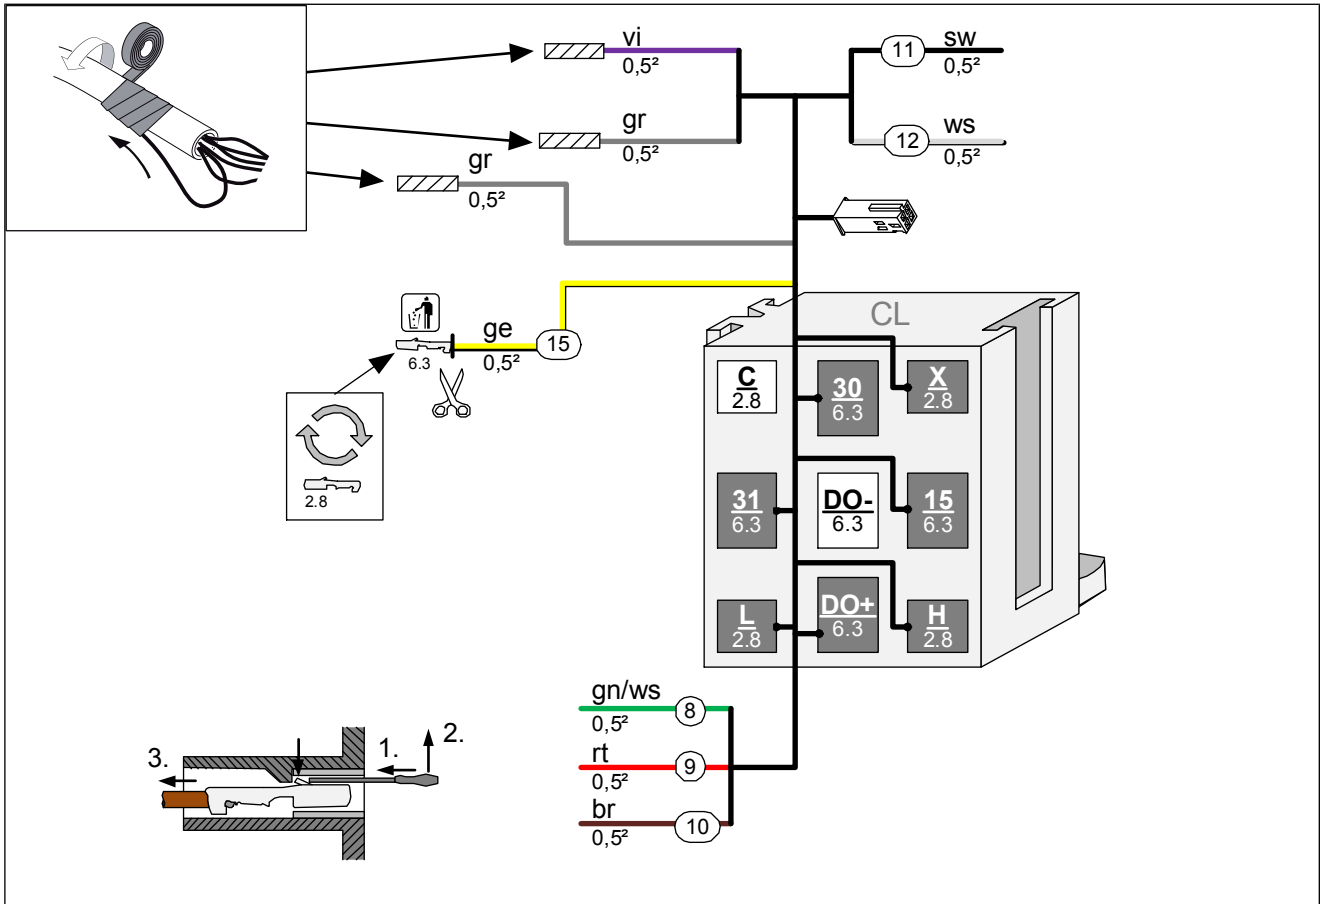 vi
0,5²
11
sw
0,5²
gr
0,5²
12
ws
0,5²
gr
0,5²
CL
ge
0,5²
15
6.3
2.8
C
2.8
30
6.3
X
2.8
31
6.3
DO-
6.3
15
6.3
L
2.8
DO+
6.3
H
2.8
gn/ws
0,5²
8
rt
0,5²
9
br
0,5²
10
3.
1.
2.